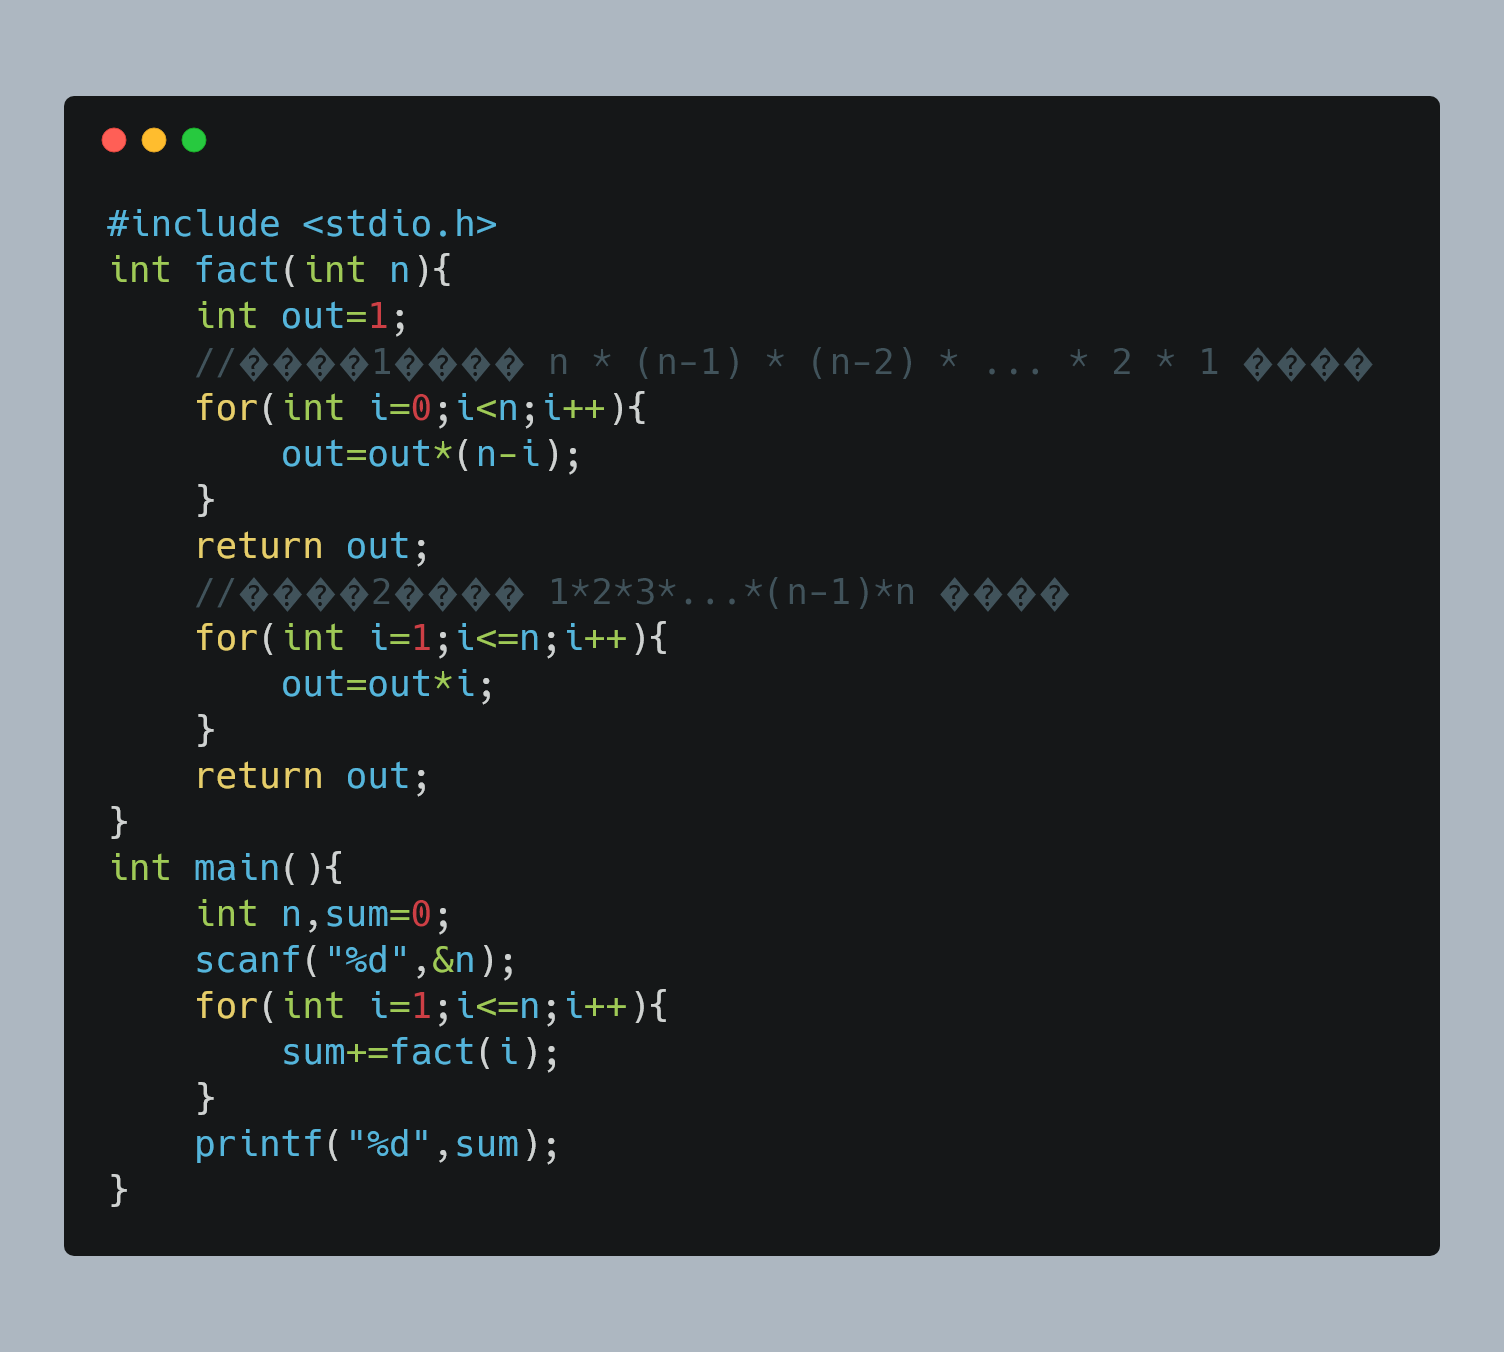 #include <stdio.h>
int fact(int n){
    int out=1;
    //����1���� n * (n-1) * (n-2) * ... * 2 * 1 ����
    for(int i=0;i<n;i++){
        out=out*(n-i);
    }
    return out;
    //����2���� 1*2*3*...*(n-1)*n ����
    for(int i=1;i<=n;i++){
        out=out*i;
    }
    return out;
}
int main(){
    int n,sum=0;
    scanf("%d",&n);
    for(int i=1;i<=n;i++){
        sum+=fact(i);
    }
    printf("%d",sum);
}